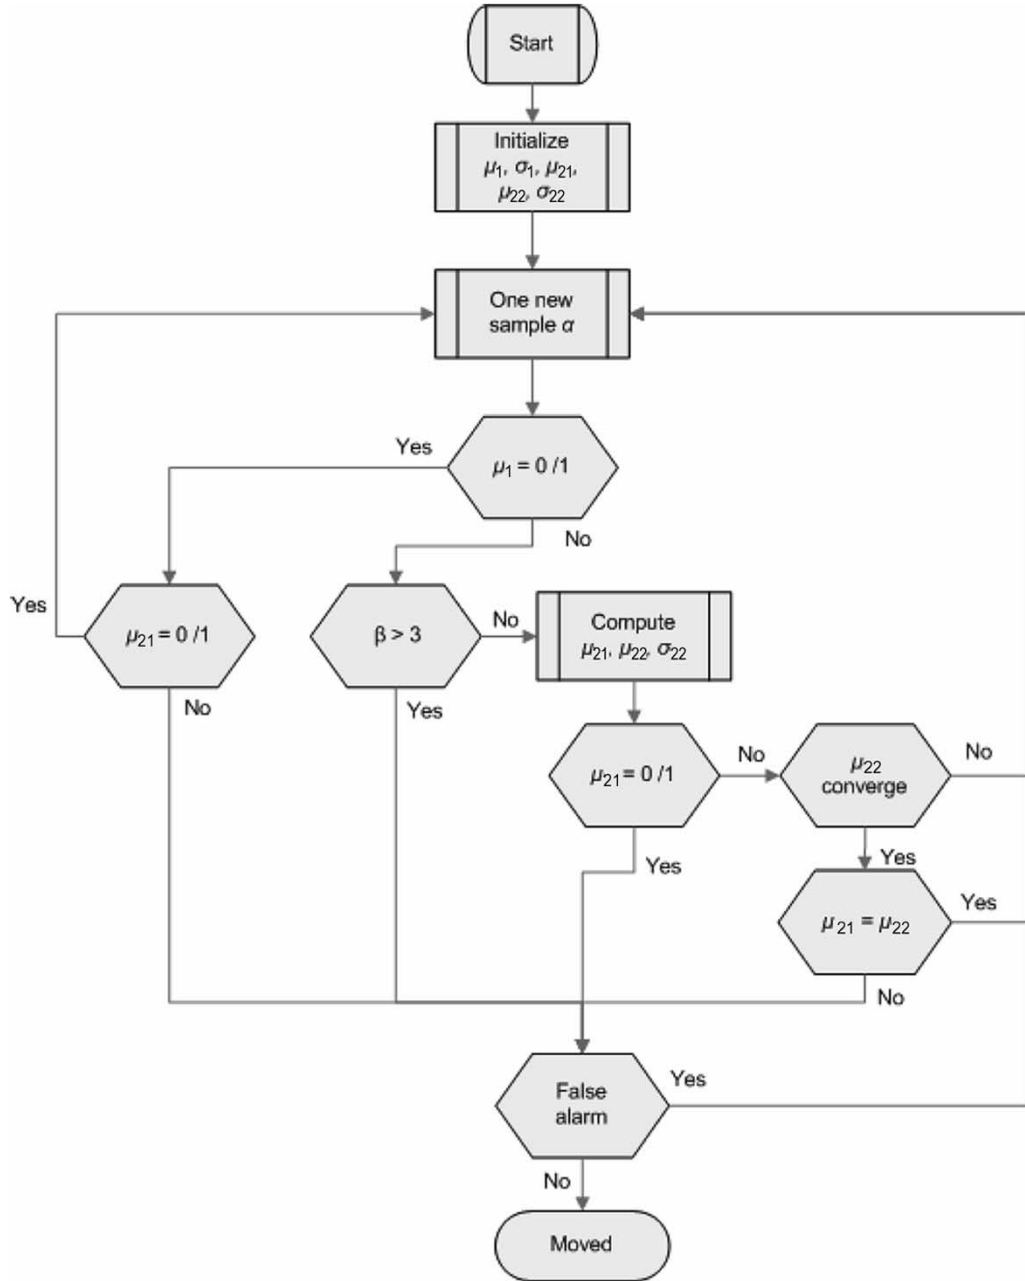 Start
Initialize
μ1, σ1, μ21,
μ22, σ22
One new
sample α
Yes
μ1 = 0 /1
No
Yes
μ21 = 0 /1
No
β > 3
No
Yes
Compute
μ21, μ22, σ22
μ21 = 0 /1
No
Yes
μ22
converge
No
Yes
μ21 = μ22
Yes
No
False
alarm
Yes
No
Moved